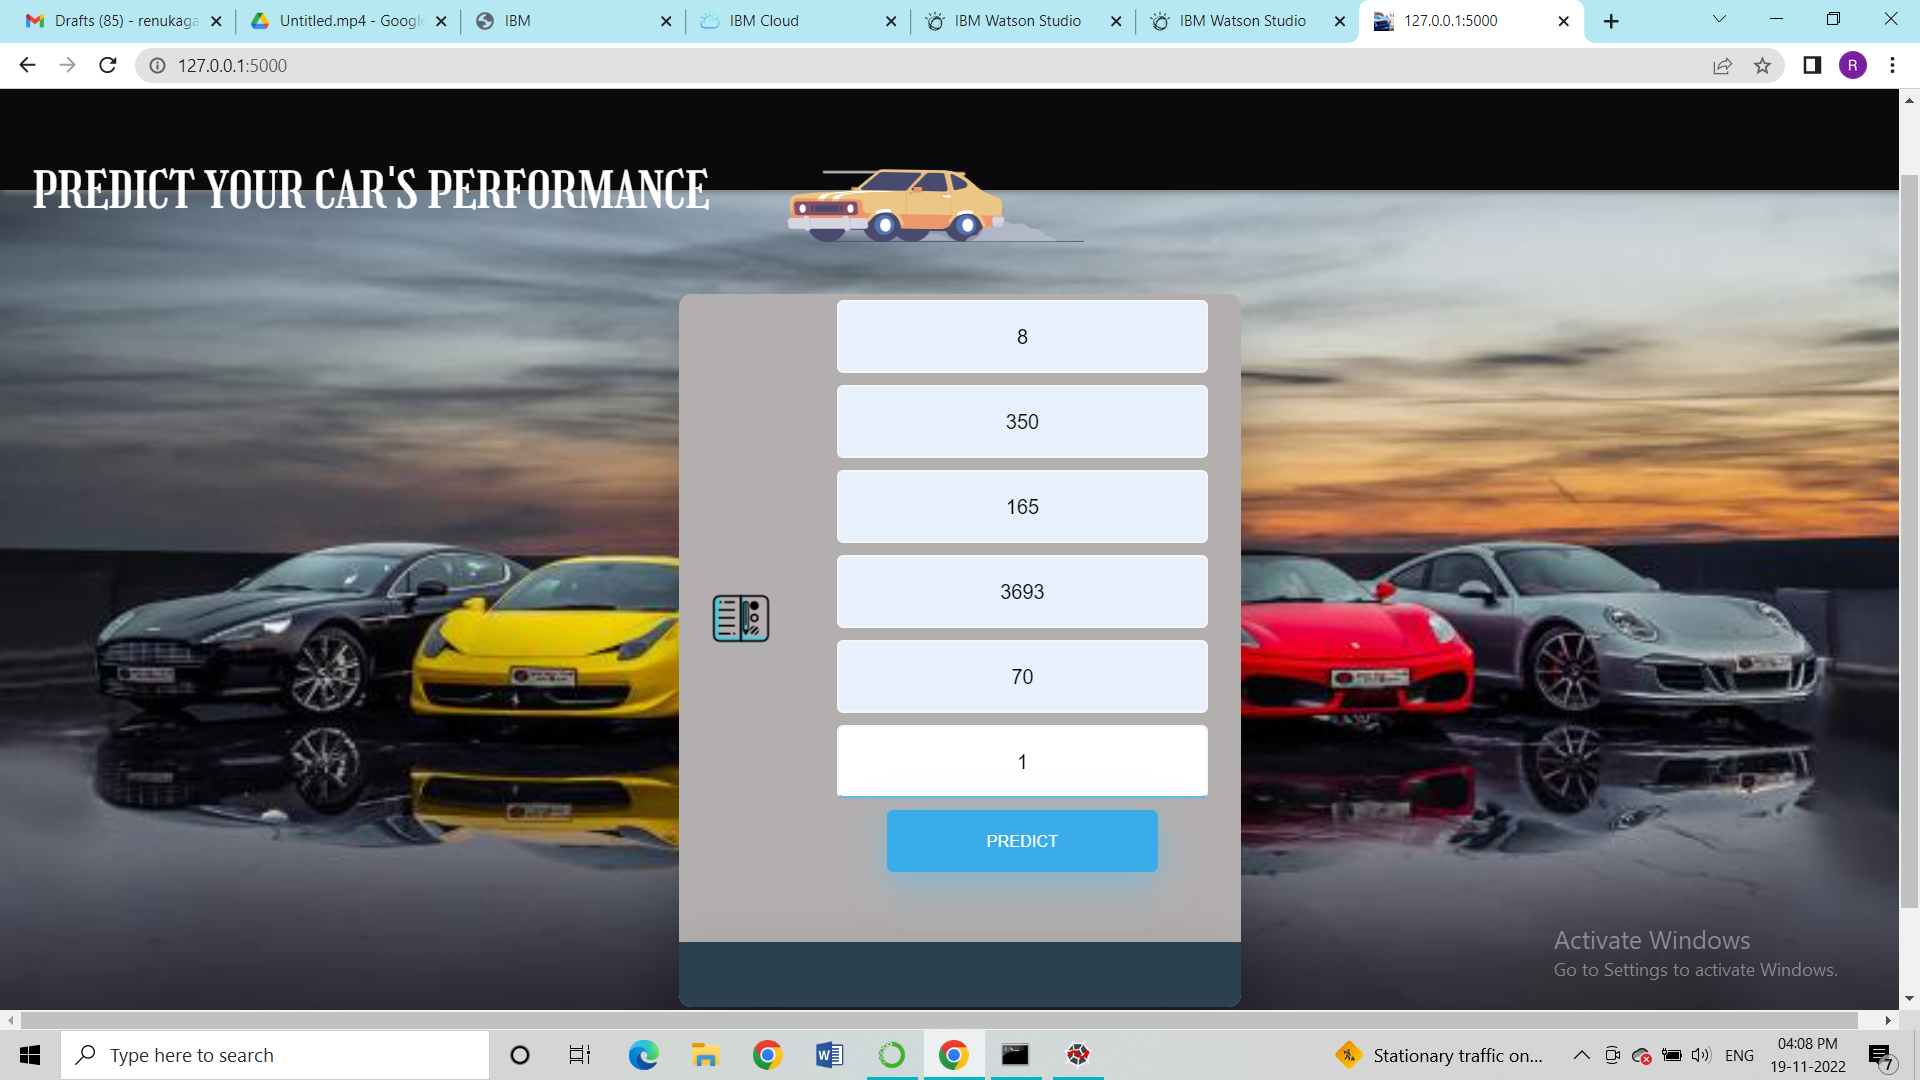 Drafts (85) - renukaga
Untitled.mp4 - Google
IBM
IBM Cloud
IBM Watson Studio
IBM Watson Studio
127.0.0.1:5000
127.0.0.1:5000
R
PREDICT YOUR CAR'S PERFORMANCE
8
350
165
3693
70
1
PREDICT
Activate Windows
Go to Settings to activate Windows.
Type here to search
Stationary traffic on...
ENG
04:08 PM
19-11-2022
7